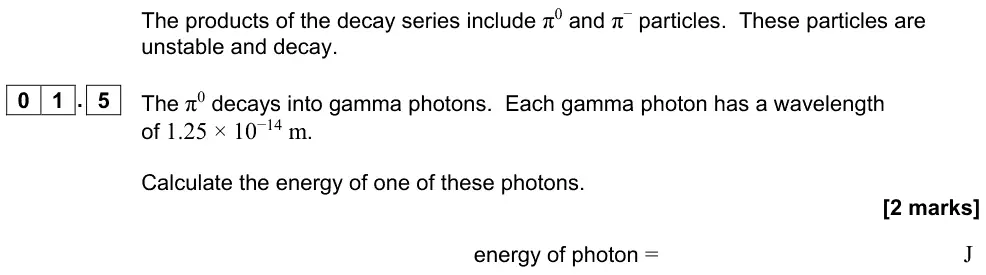 The products of the decay series include π⁰ and π⁻ particles. These particles are
unstable and decay.
0 1 . 5 The π⁰ decays into gamma photons. Each gamma photon has a wavelength
of 1.25 × 10⁻¹⁴ m.
Calculate the energy of one of these photons.
[2 marks]
energy of photon = J